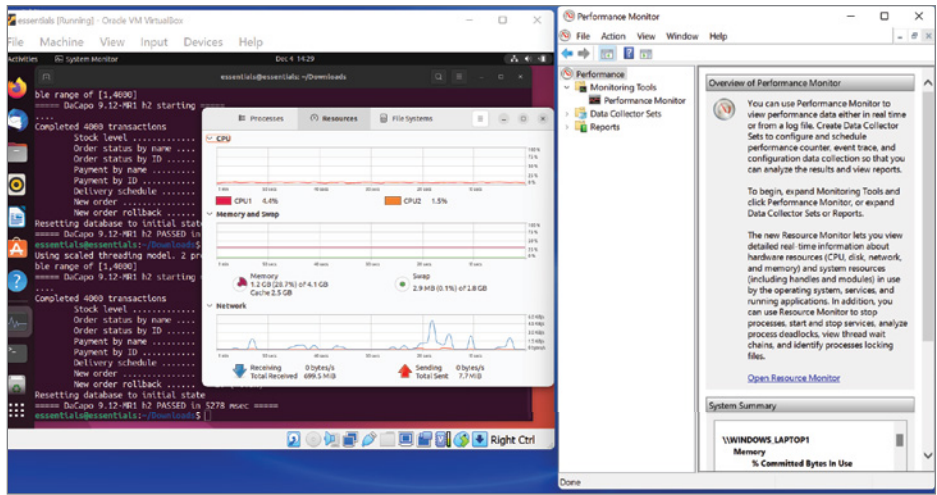 essentials [Running] - Oracle VM VirtualBox
File Machine View Input Devices Help
Activities System Monitor Dec 4 14:29
essentials@essentials: ~/Downloads
ble range of [1,4000]
===== DaCapo 9.12-MR1 h2 starting =====
....
Completed 4000 transactions
Stock level .............
Order status by name ....
Order status by ID ......
Payment by name .........
Payment by ID ...........
Delivery schedule .......
New order ...............
New order rollback ......
Resetting database to initial state
===== DaCapo 9.12-MR1 h2 PASSED in
essentials@essentials:~/Downloads$
Using scaled threading model. 2 pr
ble range of [1,4000]
===== DaCapo 9.12-MR1 h2 starting
....
Completed 4000 transactions
Stock level .............
Order status by name ....
Order status by ID ......
Payment by name .........
Payment by ID ...........
Delivery schedule .......
New order ...............
New order rollback ......
Resetting database to initial state
===== DaCapo 9.12-MR1 h2 PASSED in 5278 msec =====
essentials@essentials:~/Downloads$
Processes Resources File Systems
CPU
CPU1 4.4% CPU2 1.5%
Memory and Swap
Memory
1.2 GB (28.7%) of 4.1 GB
Cache 2.5 GB
Swap
2.9 MB (0.1%) of 2.8 GB
Network
Receiving 0 bytes/s
Total Received 699.5 MiB
Sending 0 bytes/s
Total Sent 7.7 MiB
Right Ctrl
Performance Monitor
File Action View Window Help
Performance
Monitoring Tools
Performance Monitor
Data Collector Sets
Reports
Overview of Performance Monitor
You can use Performance Monitor to
view performance data either in real time
or from a log file. Create Data Collector
Sets to configure and schedule
performance counter, event trace, and
configuration data collection so that you
can analyze the results and view reports.
To begin, expand Monitoring Tools and
click Performance Monitor, or expand
Data Collector Sets or Reports.
The new Resource Monitor lets you view
detailed real-time information about
hardware resources (CPU, disk, network,
and memory) and system resources
(including handles and modules) in use
by the operating system, services, and
running applications. In addition, you
can use Resource Monitor to stop
processes, start and stop services, analyze
process deadlocks, view thread wait
chains, and identify processes locking
files.
Open Resource Monitor
System Summary
\\WINDOWS_LAPTOP1
Memory
% Committed Bytes In Use
Done